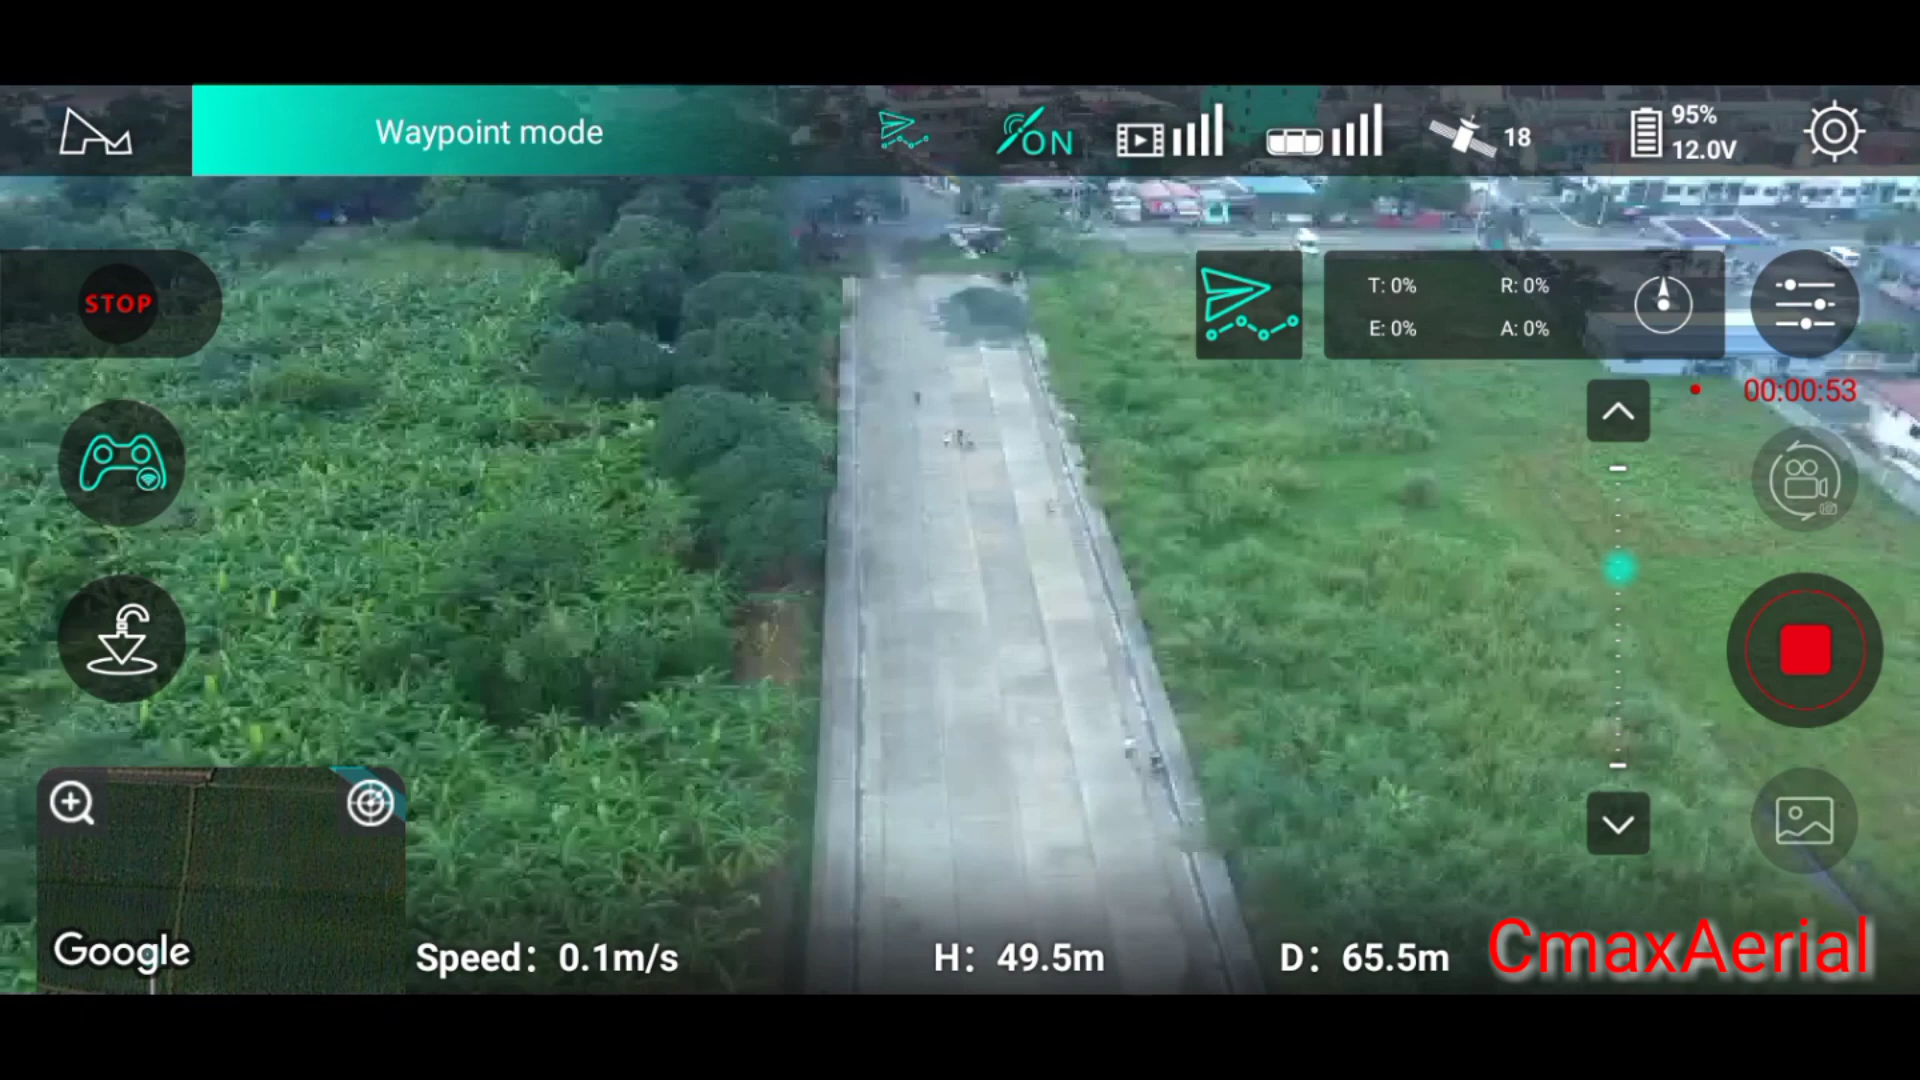 Waypoint mode
ON
18
95%
12.0V
STOP
T: 0%
R: 0%
E: 0%
A: 0%
00:00:53
Google
Speed: 0.1m/s
H: 49.5m
D: 65.5m
CmaxAerial